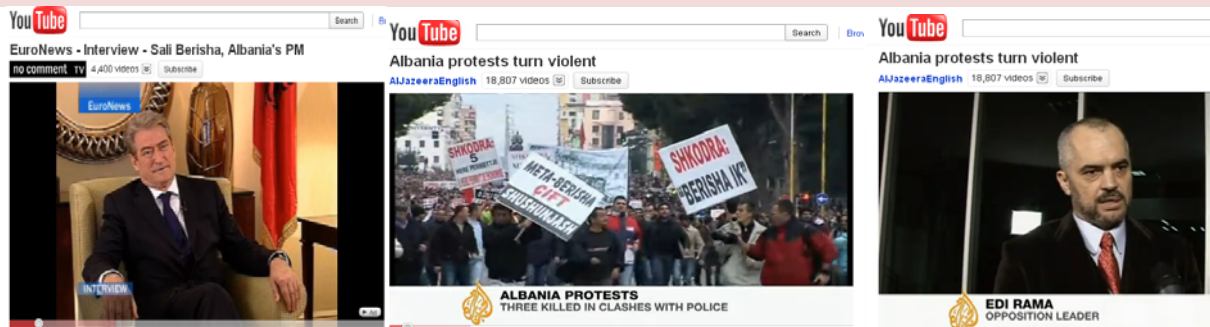 YouTube
Search
EuroNews - Interview - Sali Berisha, Albania's PM
no comment TV 4,400 videos Subscribe
EuroNews
INTERVIEW
YouTube
Search Brow
Albania protests turn violent
AlJazeeraEnglish 18,807 videos Subscribe
SHKODRA:
5
META-BERISHA
ÇIFT
SHUSHUNJASH
SHKODRA:
"BERISHA IK"
ALBANIA PROTESTS
THREE KILLED IN CLASHES WITH POLICE
YouTube
Albania protests turn violent
AlJazeeraEnglish 18,807 videos Subscribe
EDI RAMA
OPPOSITION LEADER